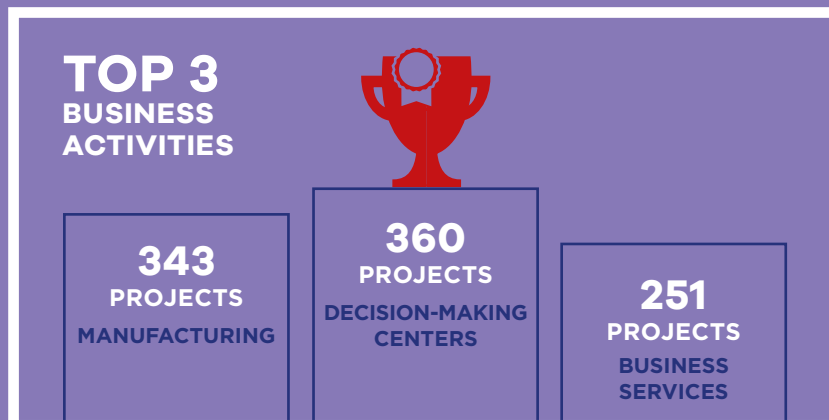 TOP 3
BUSINESS
ACTIVITIES
343
PROJECTS
MANUFACTURING
360
PROJECTS
DECISION-MAKING
CENTERS
251
PROJECTS
BUSINESS
SERVICES